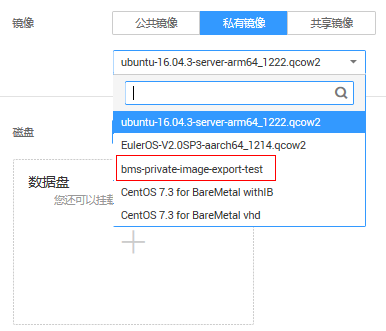 镜像 公共镜像 私有镜像 共享镜像
ubuntu-16.04.3-server-arm64_1222.qcow2
ubuntu-16.04.3-server-arm64_1222.qcow2
磁盘
EulerOS-V2.0SP3-aarch64_1214.qcow2
bms-private-image-export-test
数据盘
您还可以挂载
CentOS 7.3 for BareMetal withIB
CentOS 7.3 for BareMetal vhd